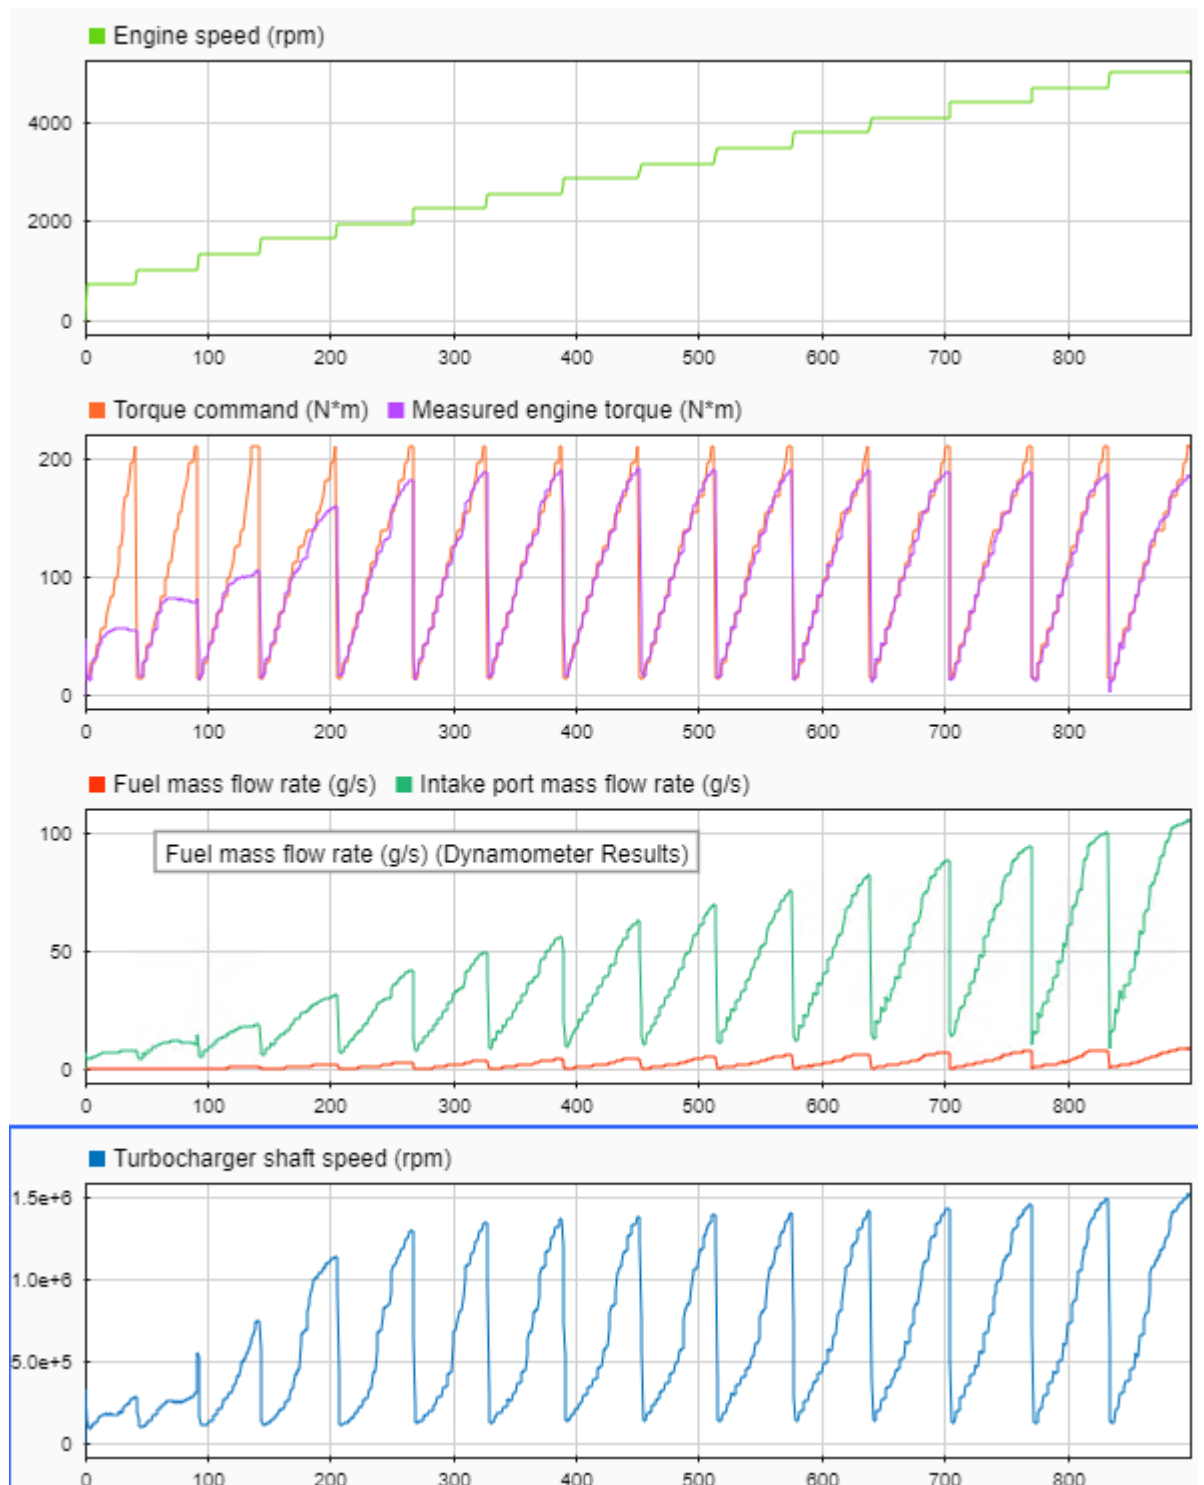 Engine speed (rpm)
4000
2000
0
0 100 200 300 400 500 600 700 800
Torque command (N*m) Measured engine torque (N*m)
200
100
0
0 100 200 300 400 500 600 700 800
Fuel mass flow rate (g/s) Intake port mass flow rate (g/s)
100
Fuel mass flow rate (g/s) (Dynamometer Results)
50
0
0 100 200 300 400 500 600 700 800
Turbocharger shaft speed (rpm)
1.5e+6
1.0e+6
5.0e+5
0
0 100 200 300 400 500 600 700 800